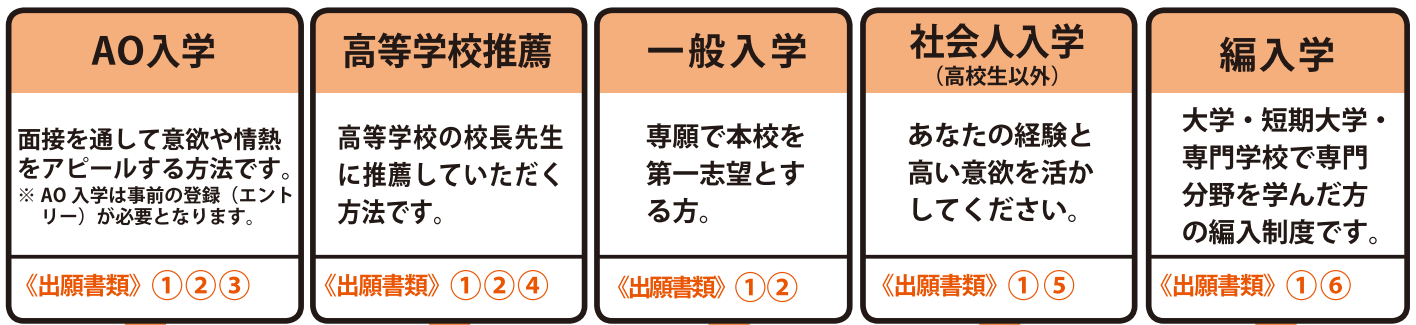 AO入学
面接を通して意欲や情熱
をアピールする方法です。
※ AO 入学は事前の登録（エント
リー）が必要となります。
《出願書類》①②③
高等学校推薦
高等学校の校長先生
に推薦していただく
方法です。
《出願書類》①②④
一般入学
専願で本校を
第一志望とす
る方。
《出願書類》①②
社会人入学
（高校生以外）
あなたの経験と
高い意欲を活か
してください。
《出願書類》①⑤
編入学
大学・短期大学・
専門学校で専門
分野を学んだ方
の編入制度です。
《出願書類》①⑥